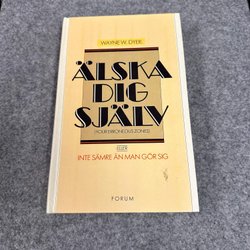 WAYNE W. DYER
ÄLSKA
DIG
SJÄLV
(YOUR ERRONEOUS ZONES)
ELLER
INTE SÄMRE ÄN MAN GÖR SIG
FORUM